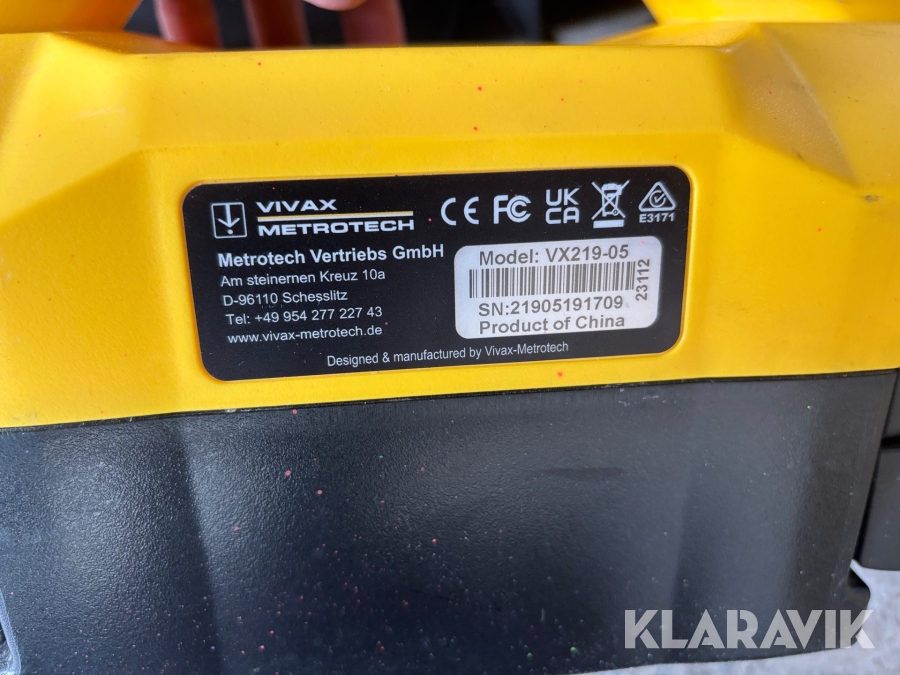 VIVAX
METROTECH
CE FC UK CA
E3171
Metrotech Vertriebs GmbH
Am steinernen Kreuz 10a
D-96110 Schesslitz
Tel: +49 954 277 227 43
www.vivax-metrotech.de
Model: VX219-05
23112
SN:21905191709
Product of China
Designed & manufactured by Vivax-Metrotech
KLARAVIK